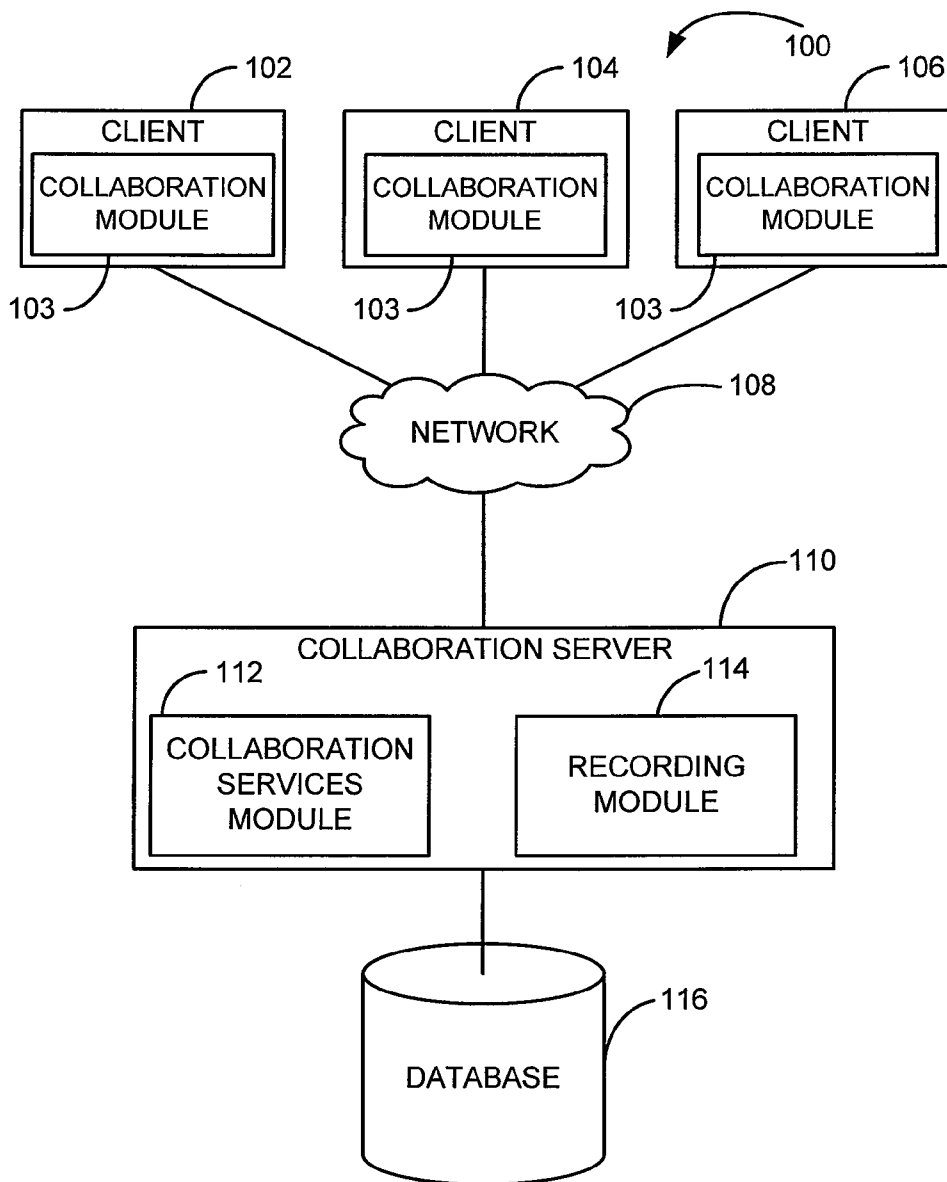 100
102
104
106
CLIENT
CLIENT
CLIENT
COLLABORATION
MODULE
COLLABORATION
MODULE
COLLABORATION
MODULE
103
103
103
108
NETWORK
110
COLLABORATION SERVER
112
114
COLLABORATION
SERVICES
MODULE
RECORDING
MODULE
116
DATABASE